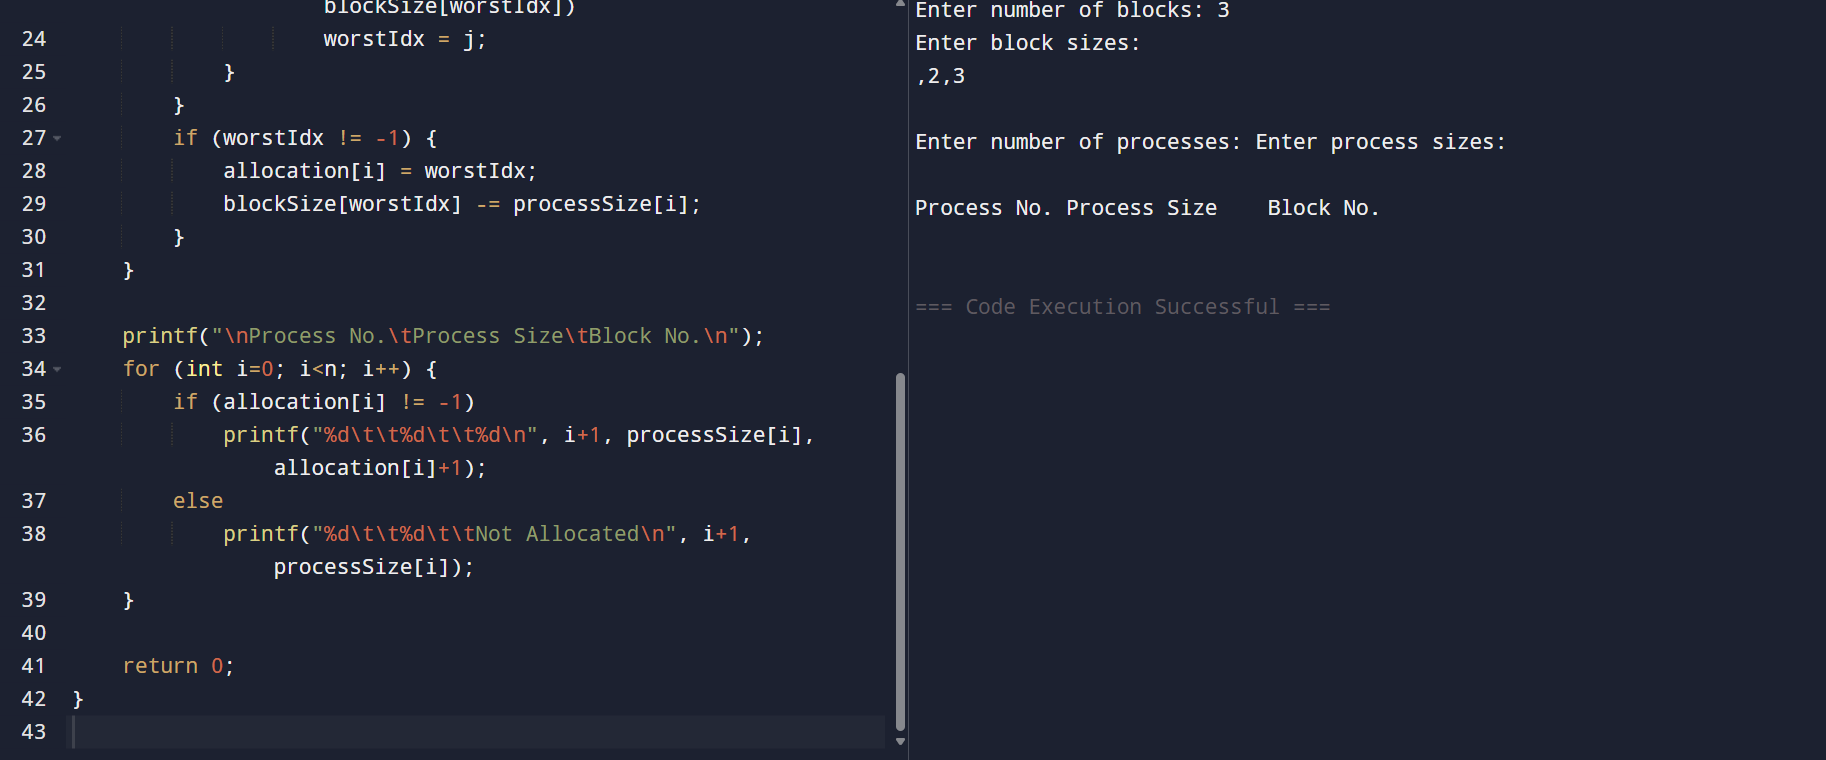 blockSize[worstIdx])
24 worstIdx = j;
25 }
26 }
27 if (worstIdx != -1) {
28 allocation[i] = worstIdx;
29 blockSize[worstIdx] -= processSize[i];
30 }
31 }
32
33 printf("\nProcess No.\tProcess Size\tBlock No.\n");
34 for (int i=0; i<n; i++) {
35 if (allocation[i] != -1)
36 printf("%d\t\t%d\t\t%d\n", i+1, processSize[i],
allocation[i]+1);
37 else
38 printf("%d\t\t%d\t\tNot Allocated\n", i+1,
processSize[i]);
39 }
40
41 return 0;
42 }
43
Enter number of blocks: 3
Enter block sizes:
,2,3
Enter number of processes: Enter process sizes:
Process No. Process Size Block No.
=== Code Execution Successful ===